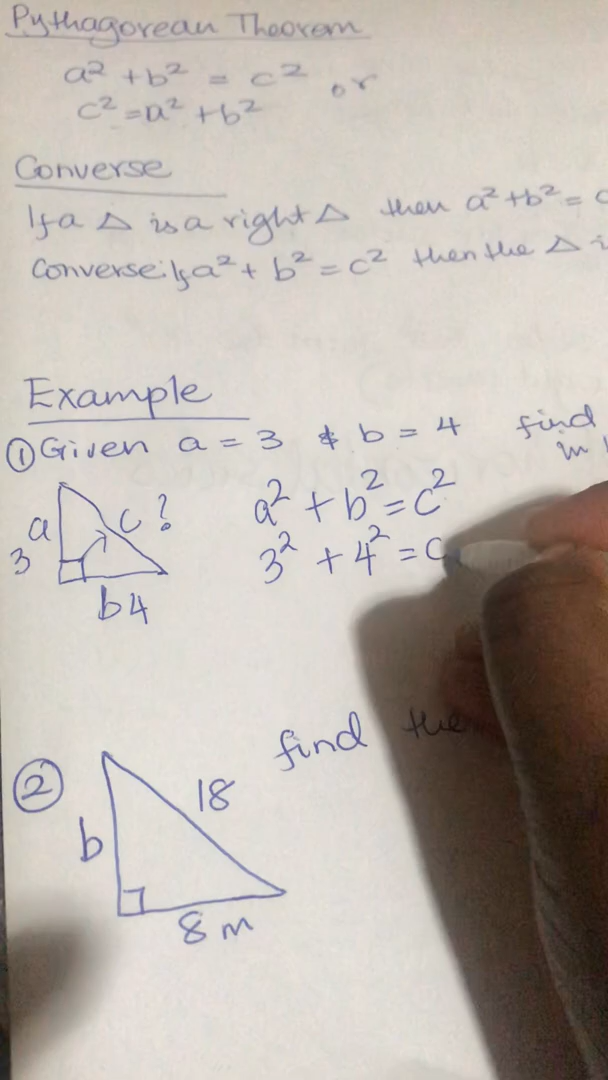 Pythagorean Theorem
a² + b² = c² or
c² = a² + b²
Converse
If a △ is a right △ then a² + b² = c
Converse: If a² + b² = c² then the △ i
Example
① Given a = 3 & b = 4 find
in
a c? a² + b² = c²
3 3² + 4² = c
b 4
② find the
18
b
8 m